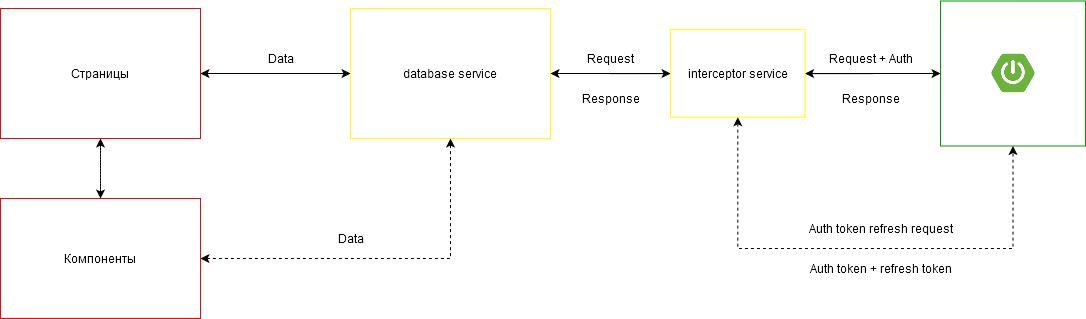 Страницы
Data
database service
Request
Response
interceptor service
Request + Auth
Response
Компоненты
Data
Auth token refresh request
Auth token + refresh token